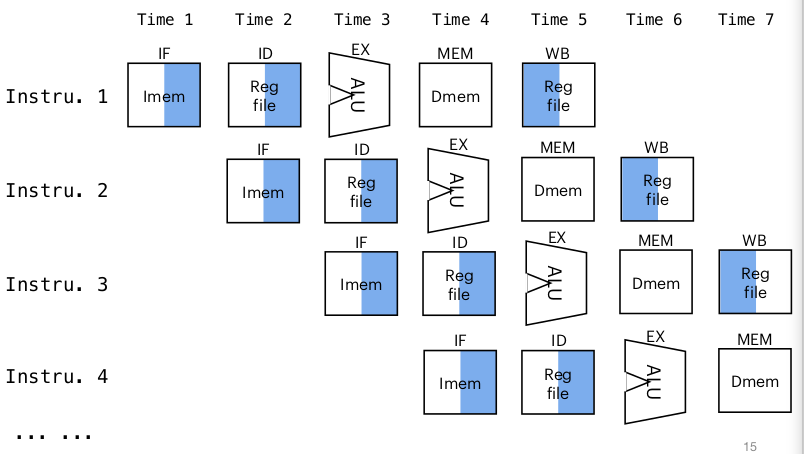 Time 1 Time 2 Time 3 Time 4 Time 5 Time 6 Time 7
IF ID EX MEM WB
Instru. 1 Imem Reg file ALU Dmem Reg file
IF ID EX MEM WB
Instru. 2 Imem Reg file ALU Dmem Reg file
IF ID EX MEM WB
Instru. 3 Imem Reg file ALU Dmem Reg file
IF ID EX MEM
Instru. 4 Imem Reg file ALU Dmem
... ...
15